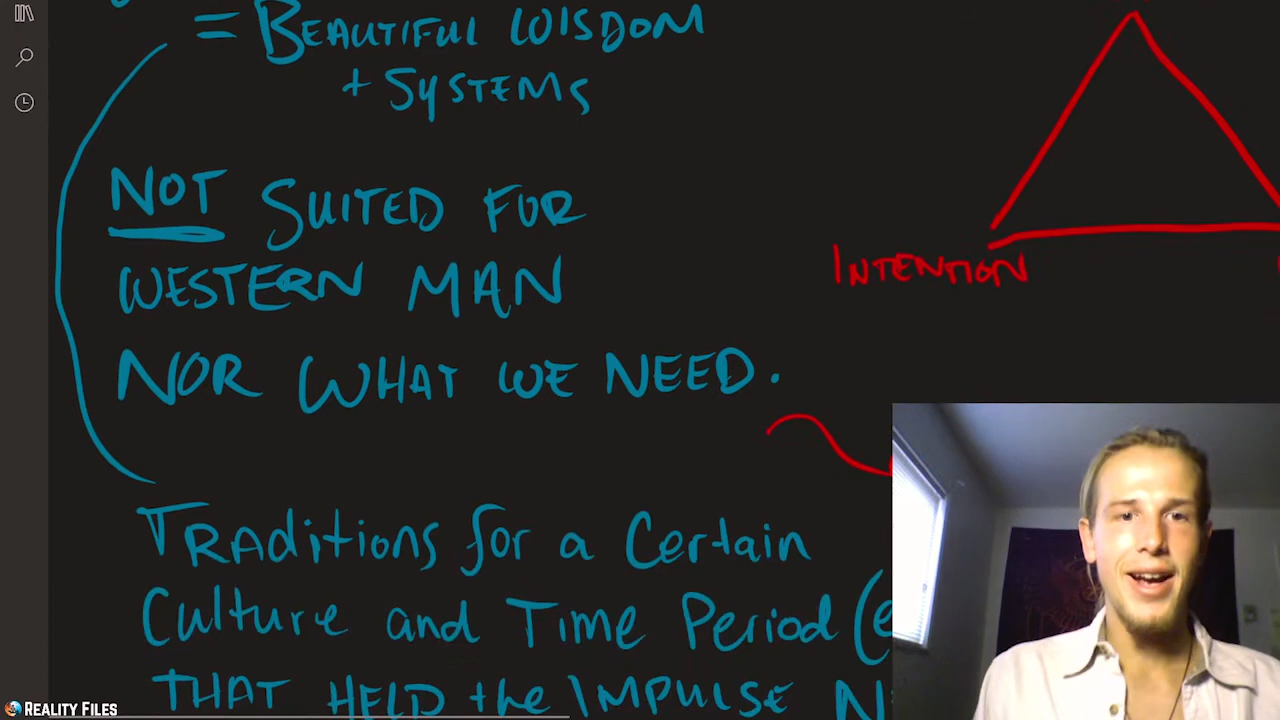 = BEAUTIFUL WISDOM
+ SYSTEMS
NOT SUITED FOR
WESTERN MAN
NOR WHAT WE NEED.
INTENTION
TRADitiONS for a Certain
Culture and Time Period (e
THAT HELD the IMPULSE N
REALITY FILES